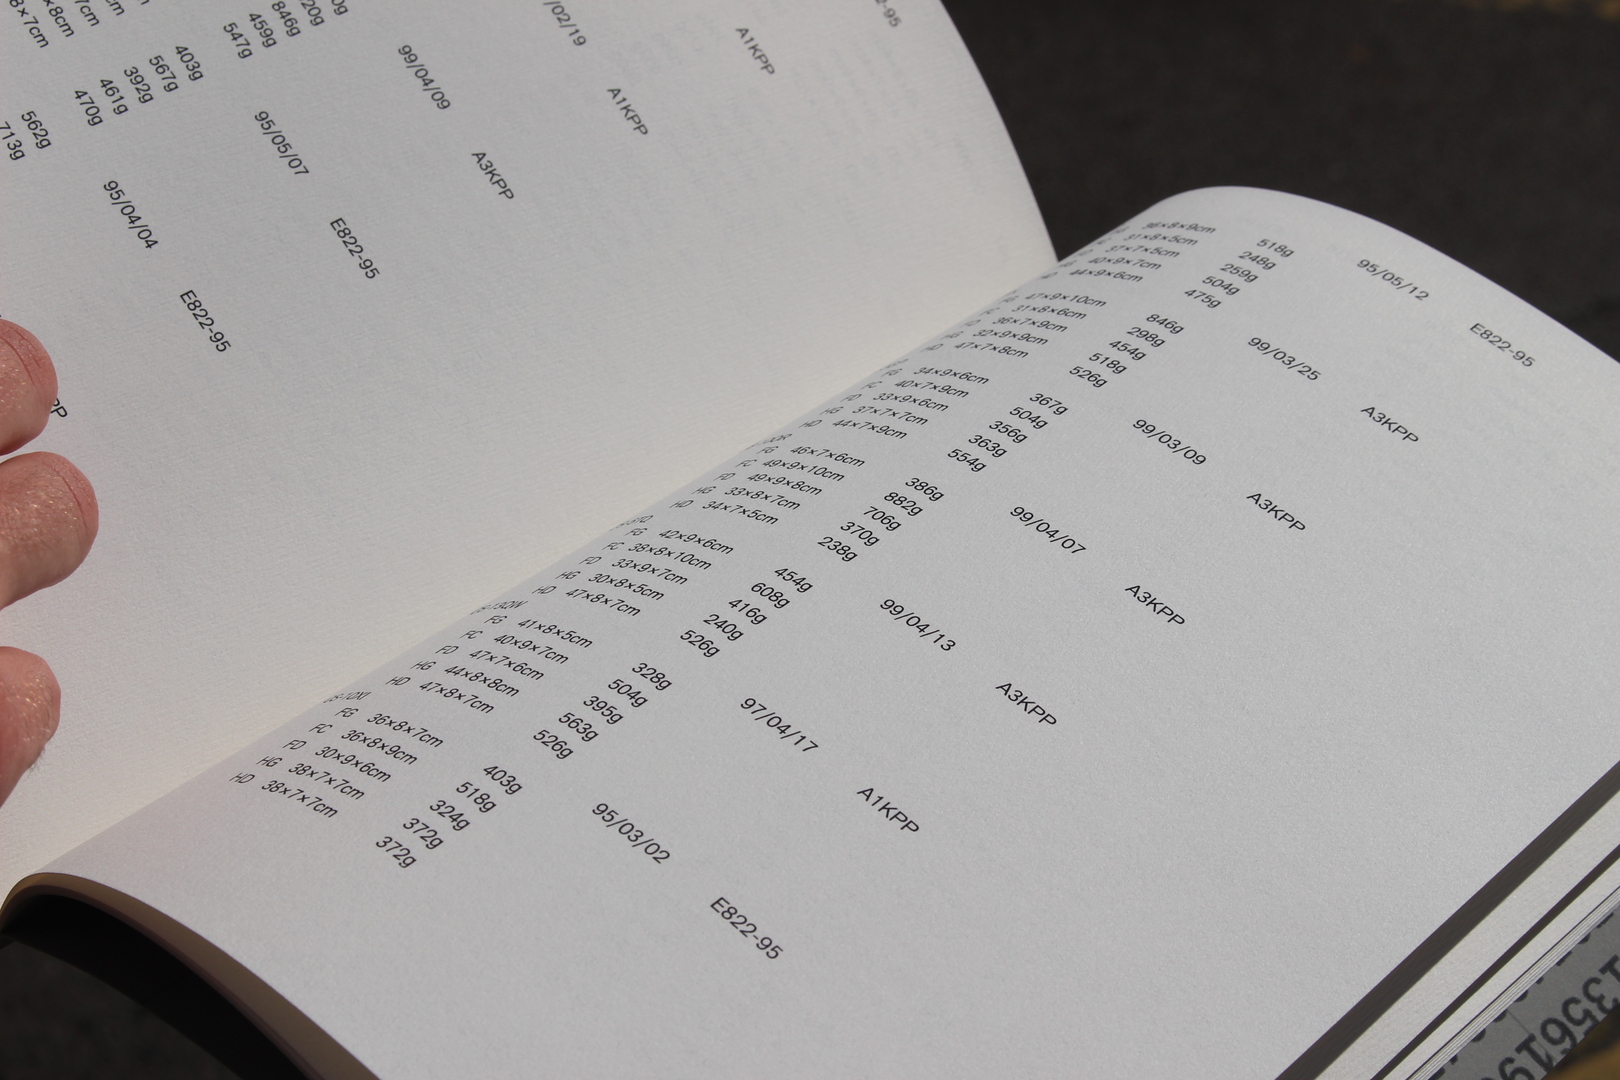 8×7cm
×8cm
7cm
cm
20g
846g
459g
547g
403g
567g
392g
461g
470g
562g
713g
/02/19
99/04/09
95/05/07
95/04/04
A1KPP
A1KPP
A3KPP
E822-95
E822-95
-95
PP
36×8×9cm 518g 95/05/12 E822-95
31×8×5cm 248g
37×7×5cm 259g
40×9×7cm 504g
44×9×6cm 475g
FG 47×9×10cm 846g 99/03/25 A3KPP
31×8×6cm 298g
FD 36×7×9cm 454g
HG 32×9×9cm 518g
HD 47×7×8cm 526g
FG 34×9×6cm 367g 99/03/09 A3KPP
FC 40×7×9cm 504g
FD 33×9×6cm 356g
HG 37×7×7cm 363g
HD 44×7×9cm 554g
FG 46×7×6cm 386g 99/04/07 A3KPP
FC 49×9×10cm 882g
FD 49×9×8cm 706g
HG 33×8×7cm 370g
HD 34×7×5cm 238g
FG 42×9×6cm 454g 99/04/13 A3KPP
FC 38×8×10cm 608g
FD 33×9×7cm 416g
HG 30×8×5cm 240g
HD 47×8×7cm 526g
FG 41×8×5cm 328g 97/04/17 A1KPP
FC 40×9×7cm 504g
FD 47×7×6cm 395g
HG 44×8×8cm 563g
HD 47×8×7cm 526g
FG 36×8×7cm 403g 95/03/02 E822-95
FC 36×8×9cm 518g
FD 30×9×6cm 324g
HG 38×7×7cm 372g
HD 38×7×7cm 372g